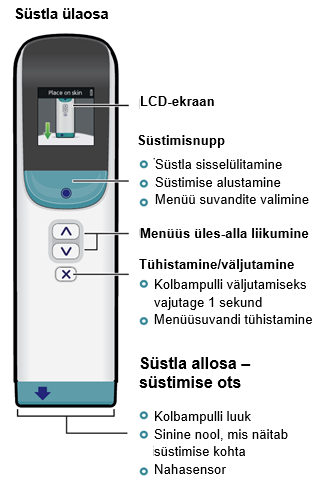 Süstla ülaosa
Place on skin
LCD-ekraan
Süstimisnupp
Süstla sisselülitamine
Süstimise alustamine
Menüü suvandite valimine
Menüüs üles-alla liikumine
Tühistamine/väljutamine
Kolbampulli väljutamiseks
vajutage 1 sekund
Menüüsuvandi tühistamine
Süstla allosa –
süstimise ots
Kolbampulli luuk
Sinine nool, mis näitab
süstimise kohta
Nahasensor